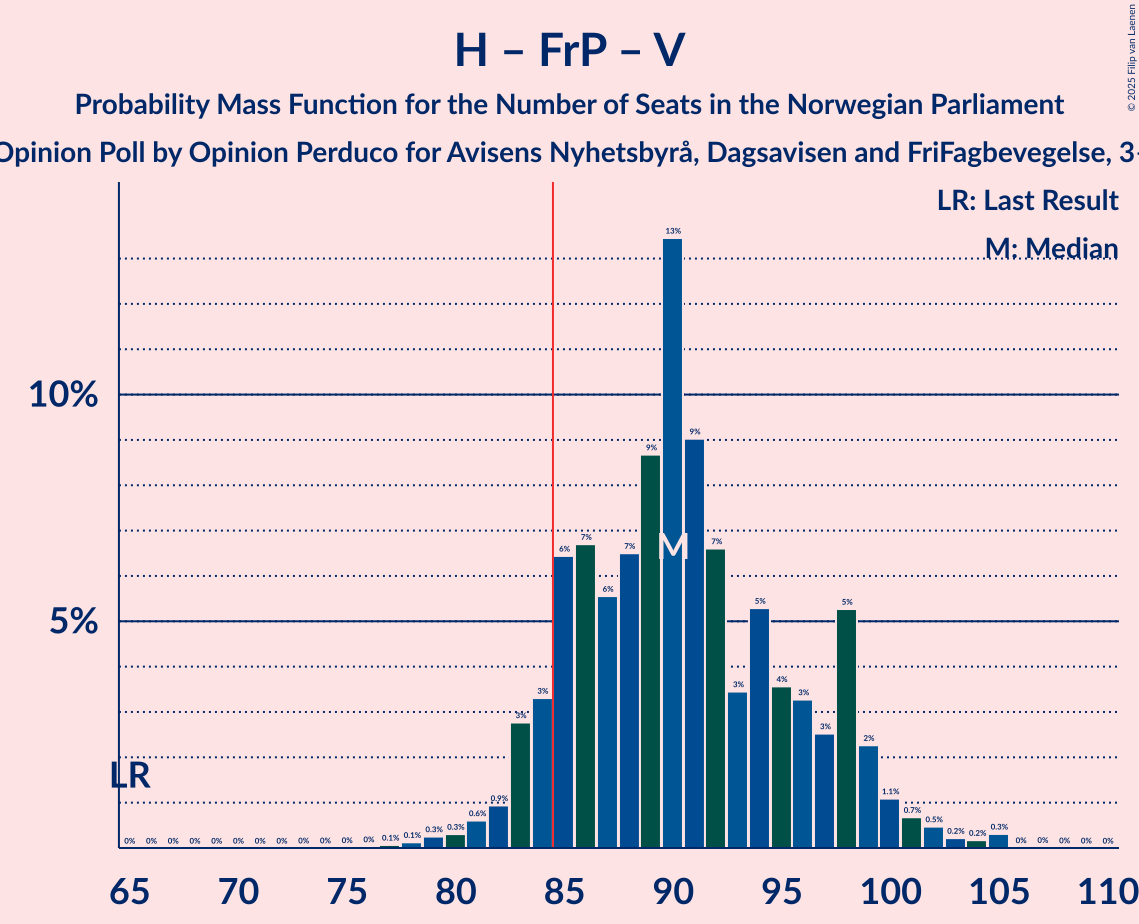 H – FrP – V
© 2025 Filip van Laenen
Probability Mass Function for the Number of Seats in the Norwegian Parliament
Opinion Poll by Opinion Perduco for Avisens Nyhetsbyrå, Dagsavisen and FriFagbevegelse, 3-
LR: Last Result
M: Median
10%
5%
LR
M
0% 0% 0% 0% 0% 0% 0% 0% 0% 0% 0% 0% 0.1% 0.1% 0.3% 0.3% 0.6% 0.9% 3% 3% 6% 7% 6% 7% 9% 13% 9% 7% 3% 5% 4% 3% 3% 5% 2% 1.1% 0.7% 0.5% 0.2% 0.2% 0.3% 0% 0% 0% 0% 0%
65 70 75 80 85 90 95 100 105 110